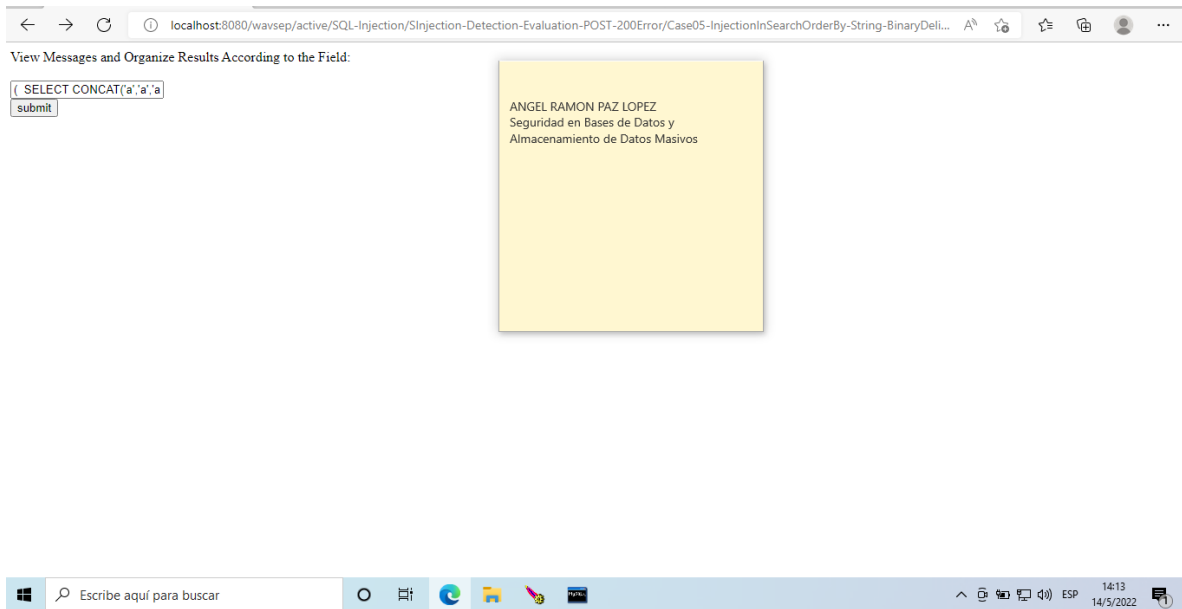 localhost:8080/wavsep/active/SQL-Injection/SInjection-Detection-Evaluation-POST-200Error/Case05-InjectionInSearchOrderBy-String-BinaryDeli...
View Messages and Organize Results According to the Field:
( SELECT CONCAT('a','a','a
submit
ANGEL RAMON PAZ LOPEZ
Seguridad en Bases de Datos y
Almacenamiento de Datos Masivos
Escribe aquí para buscar
ESP
14:13
14/5/2022
1